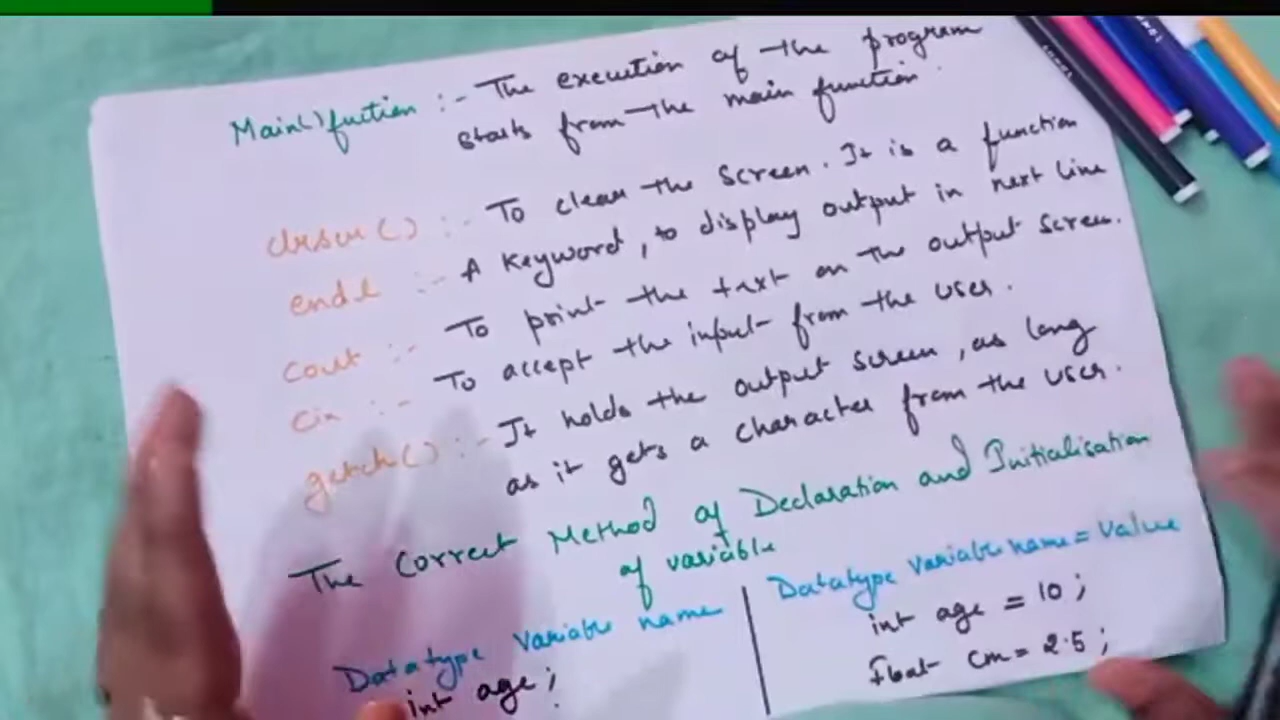 Main() fuction :- The execution of the program
starts from the main function.
clrscr() :- To clear the screen. It is a function
endl :- A keyword, to display output in next line
cout :- To print the text on the output screen.
cin :- To accept the input from the user.
getch() :- It holds the output screen, as long
as it gets a character from the user.
The correct Method of Declaration and Initialisation
of variable
Datatype variable name
int age;
Datatype variable name = value
int age = 10;
float cm = 2.5;